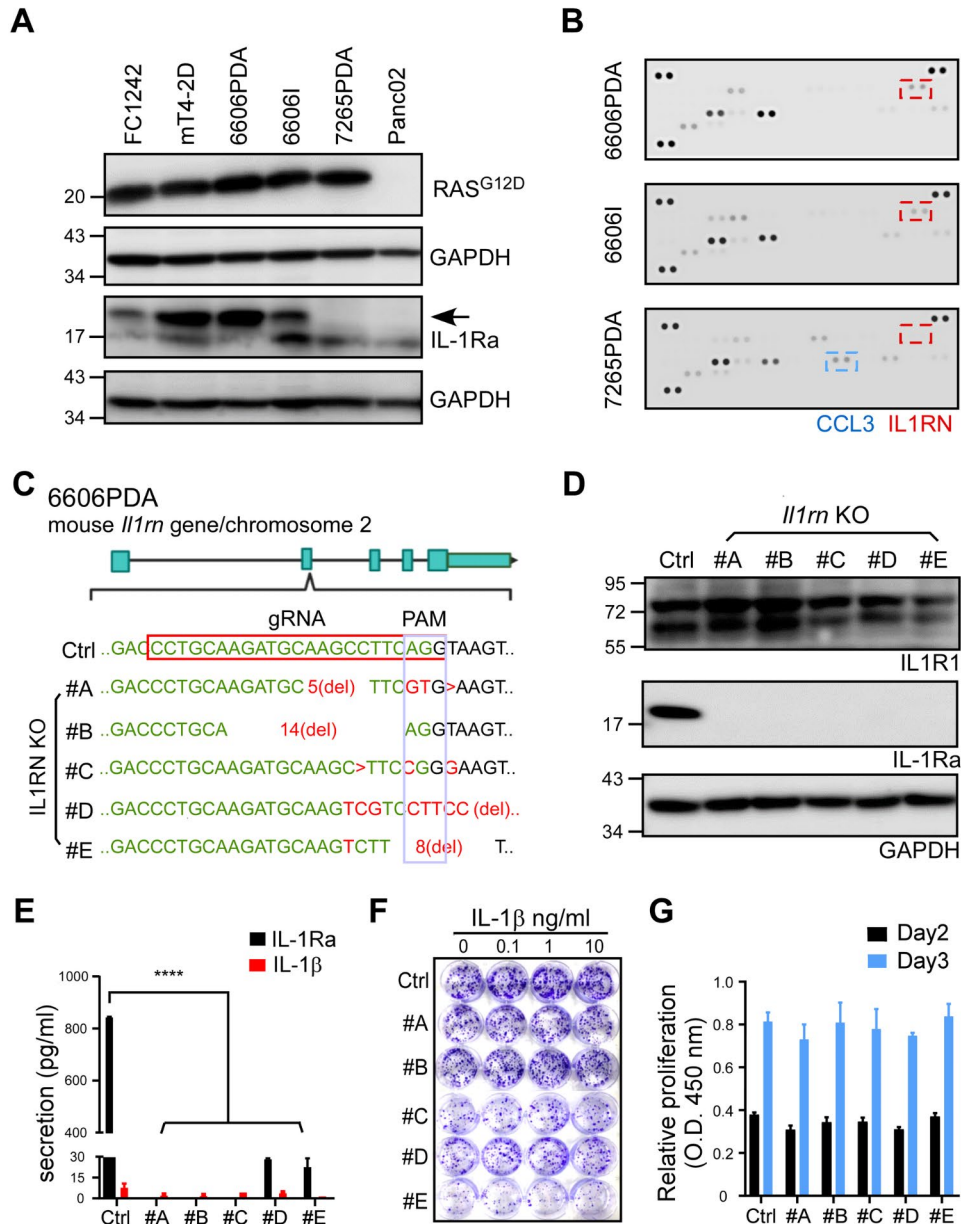 A
FC1242 mT4-2D 6606PDA 6606I 7265PDA Panc02
20 RAS^G12D
43
34 GAPDH
17 IL-1Ra
43
34 GAPDH
B
6606PDA
6606I
7265PDA
CCL3 IL1RN
C
6606PDA
mouse Il1rn gene/chromosome 2
gRNA PAM
Ctrl ..GACCCTGCAAGATGCAAGCCTTCAGGTAAGT..
IL1RN KO
#A ..GACCCTGCAAGATGC 5(del) TTCGTG>AAGT..
#B ..GACCCTGCA 14(del) AGGTAAGT..
#C ..GACCCTGCAAGATGCAAGC>TTCCGGGAAGT..
#D ..GACCCTGCAAGATGCAAGTCGTCCTTCC (del)..
#E ..GACCCTGCAAGATGCAAGTCTT 8(del) T..
D
Il1rn KO
Ctrl #A #B #C #D #E
95
72
55
IL1R1
17
IL-1Ra
43
34
GAPDH
E
IL-1Ra
IL-1β
****
secretion (pg/ml)
1000
800
600
400
30
15
0
Ctrl #A #B #C #D #E
F
IL-1β ng/ml
0 0.1 1 10
Ctrl
#A
#B
#C
#D
#E
G
Day2
Day3
Relative proliferation
(O.D. 450 nm)
1.0
0.8
0.6
0.4
0.2
0
Ctrl #A #B #C #D #E